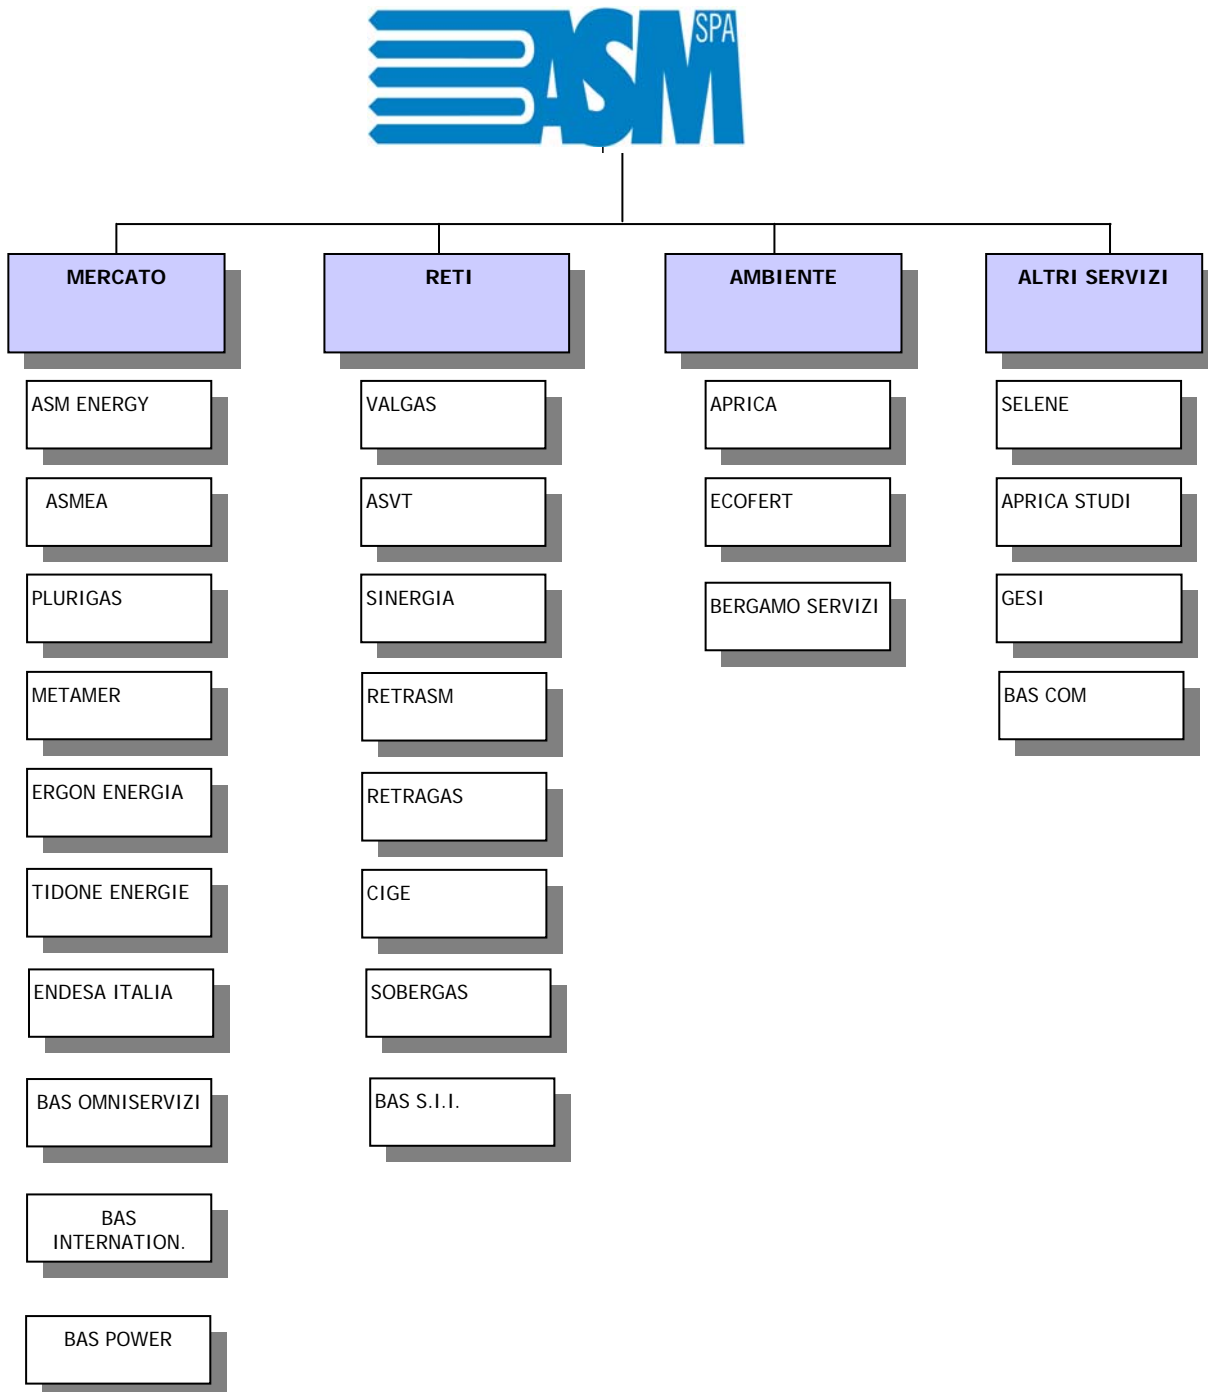 ASM SPA
MERCATO
ASM ENERGY
ASMEA
PLURIGAS
METAMER
ERGON ENERGIA
TIDONE ENERGIE
ENDESA ITALIA
BAS OMNISERVIZI
BAS
INTERNATION.
BAS POWER
RETI
VALGAS
ASVT
SINERGIA
RETRASM
RETRAGAS
CIGE
SOBERGAS
BAS S.I.I.
AMBIENTE
APRICA
ECOFERT
BERGAMO SERVIZI
ALTRI SERVIZI
SELENE
APRICA STUDI
GESI
BAS COM